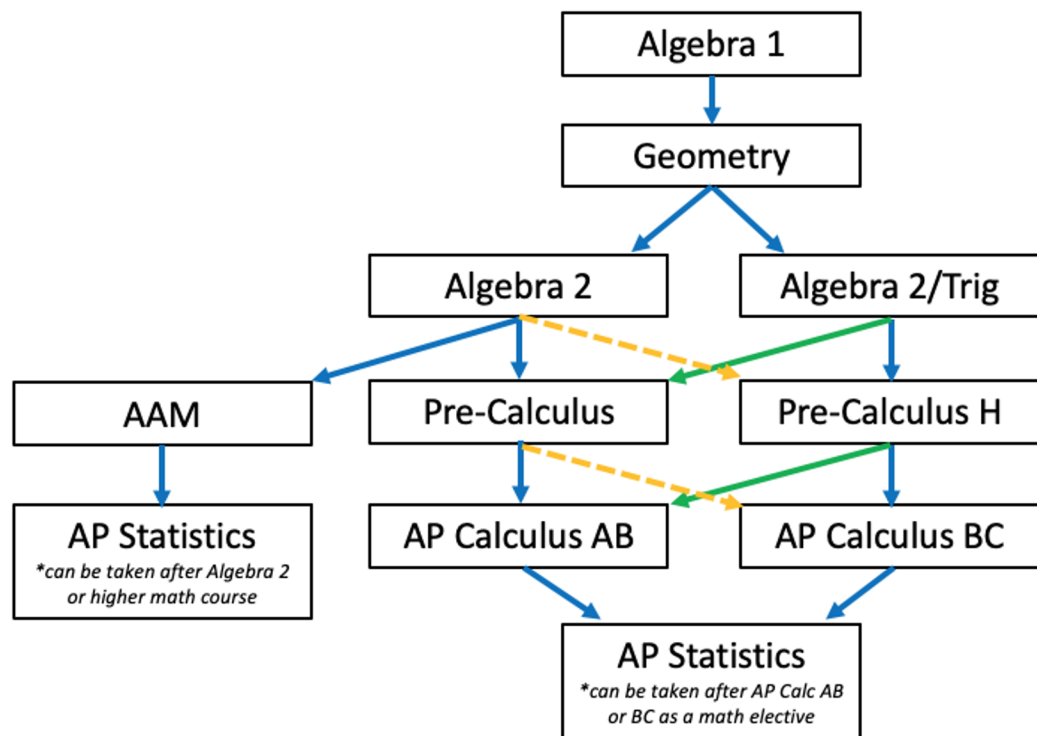 Algebra 1
Geometry
Algebra 2
Algebra 2/Trig
AAM
Pre-Calculus
Pre-Calculus H
AP Statistics
*can be taken after Algebra 2
or higher math course
AP Calculus AB
AP Calculus BC
AP Statistics
*can be taken after AP Calc AB
or BC as a math elective